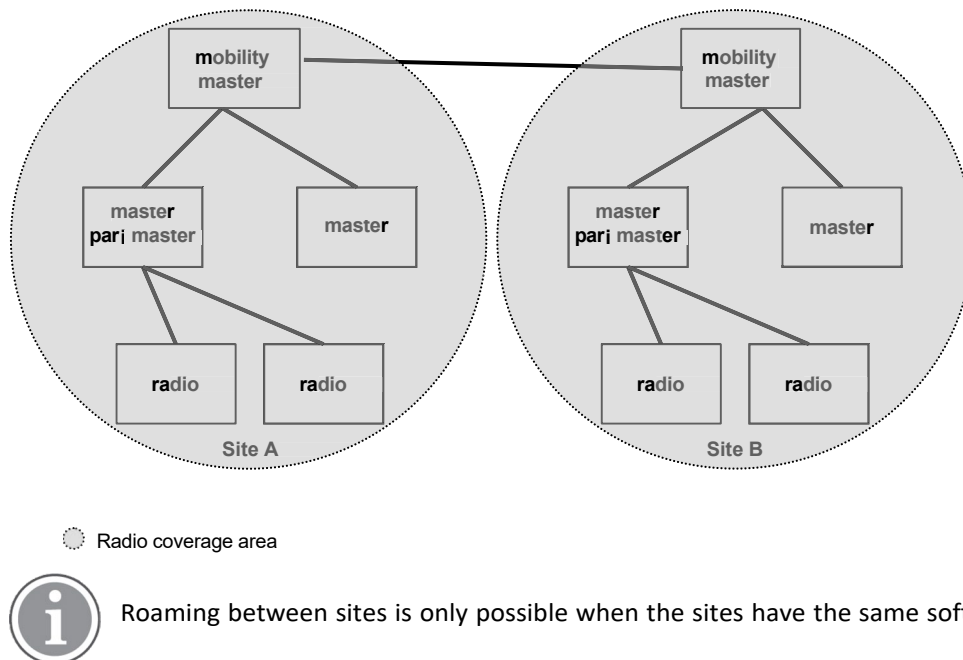 mobility mobility
master master
master master
pari master master pari master master
radio radio radio radio
Site A Site B
Radio coverage area
Roaming between sites is only possible when the sites have the same